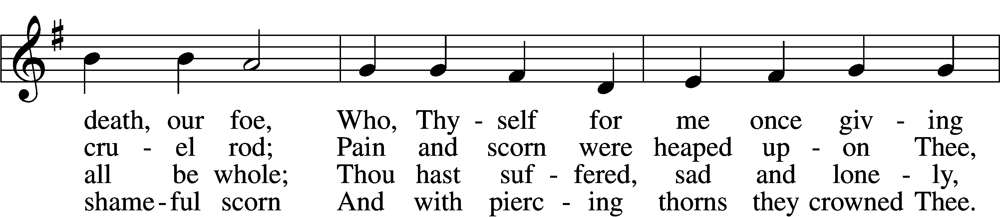 death, our foe, Who, Thy - self for me once giv - ing
cru - el rod; Pain and scorn were heaped up - on Thee,
all be whole; Thou hast suf - fered, sad and lone - ly,
shame - ful scorn And with pierc - ing thorns they crowned Thee.